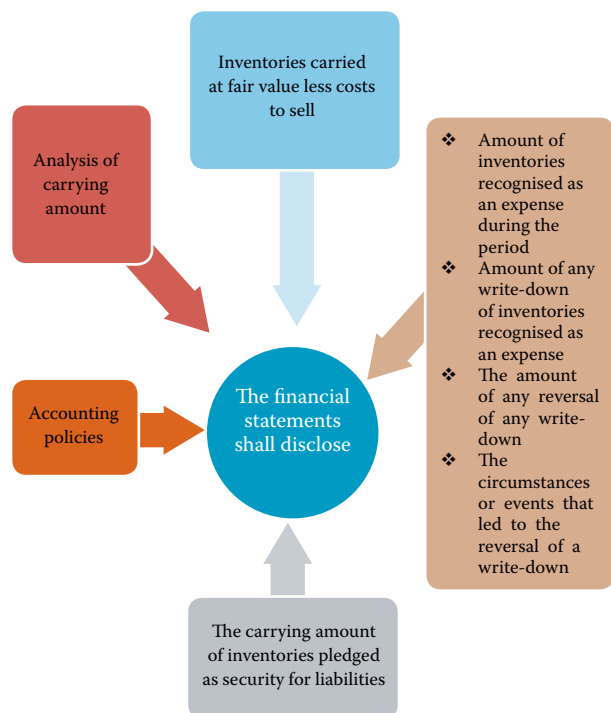 Inventories carried
at fair value less costs
to sell
Analysis of
carrying
amount
❖ Amount of
inventories
recognised as
an expense
during the
period
❖ Amount of any
write-down
of inventories
recognised as
an expense
❖ The amount
of any reversal
of any write-
down
❖ The
circumstances
or events that
led to the
reversal of a
write-down
The financial
statements
shall disclose
Accounting
policies
The carrying amount
of inventories pledged
as security for liabilities